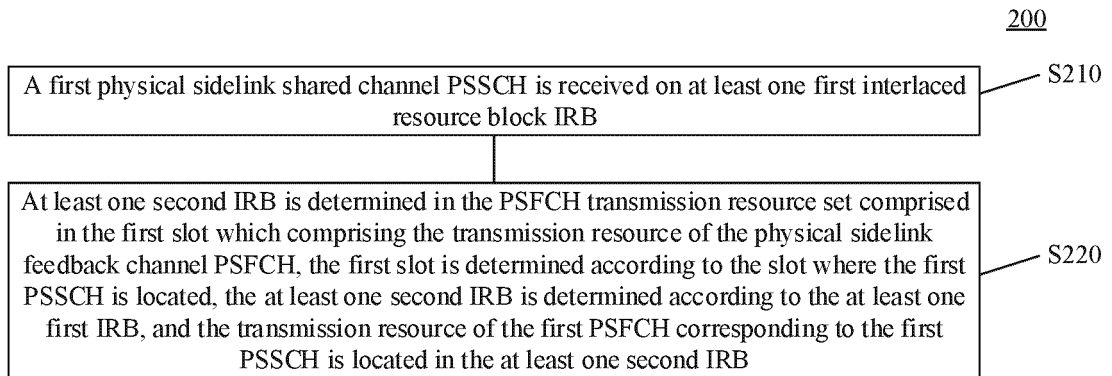 200
A first physical sidelink shared channel PSSCH is received on at least one first interlaced
resource block IRB
S210
At least one second IRB is determined in the PSFCH transmission resource set comprised
in the first slot which comprising the transmission resource of the physical sidelink
feedback channel PSFCH, the first slot is determined according to the slot where the first
PSSCH is located, the at least one second IRB is determined according to the at least one
first IRB, and the transmission resource of the first PSFCH corresponding to the first
PSSCH is located in the at least one second IRB
S220